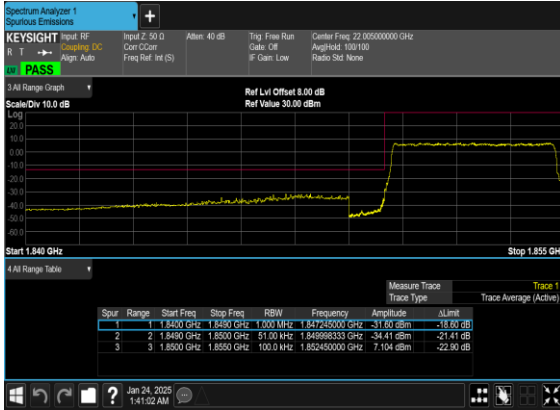 Spectrum Analyzer 1
Spurious Emissions
+
KEYSIGHT Input: RF Input Z: 50 Ω Atten: 40 dB Trig: Free Run Center Freq: 22.005000000 GHz
R T Coupling: DC Corr CCorr Gate: Off Avg|Hold: 100/100
Align: Auto Freq Ref: Int (S) IF Gain: Low Radio Std: None
PASS
3 All Range Graph Ref Lvl Offset 8.00 dB
Scale/Div 10.0 dB Ref Value 30.00 dBm
Log
20.0
10.0
0.00
-10.0
-20.0
-30.0
-40.0
-50.0
-60.0
Start 1.840 GHz Stop 1.855 GH
4 All Range Table
Measure Trace Trace 1
Trace Type Trace Average (Active)
Spur Range Start Freq Stop Freq RBW Frequency Amplitude ΔLimit
1 1 1.8400 GHz 1.8490 GHz 1.000 MHz 1.847245000 GHz -31.60 dBm -18.60 dB
2 2 1.8490 GHz 1.8500 GHz 51.00 kHz 1.849998333 GHz -34.41 dBm -21.41 dB
3 3 1.8500 GHz 1.8550 GHz 100.0 kHz 1.852450000 GHz 7.104 dBm -22.90 dB
? Jan 24, 2025
1:41:02 AM